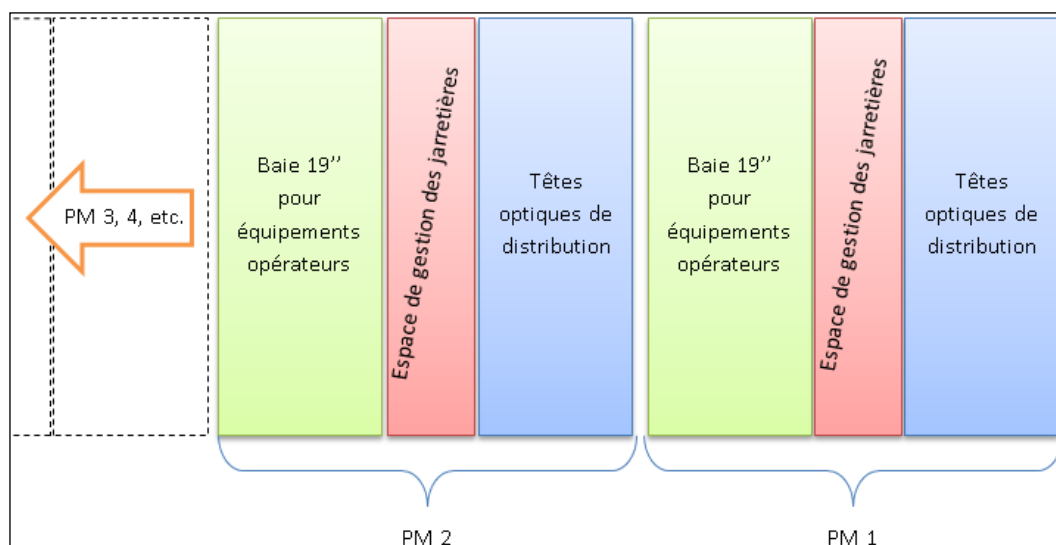 PM 3, 4, etc.
Baie 19’’
pour
équipements
opérateurs
Espace de gestion des jarretières
Têtes
optiques de
distribution
Baie 19’’
pour
équipements
opérateurs
Espace de gestion des jarretières
Têtes
optiques de
distribution
PM 2
PM 1